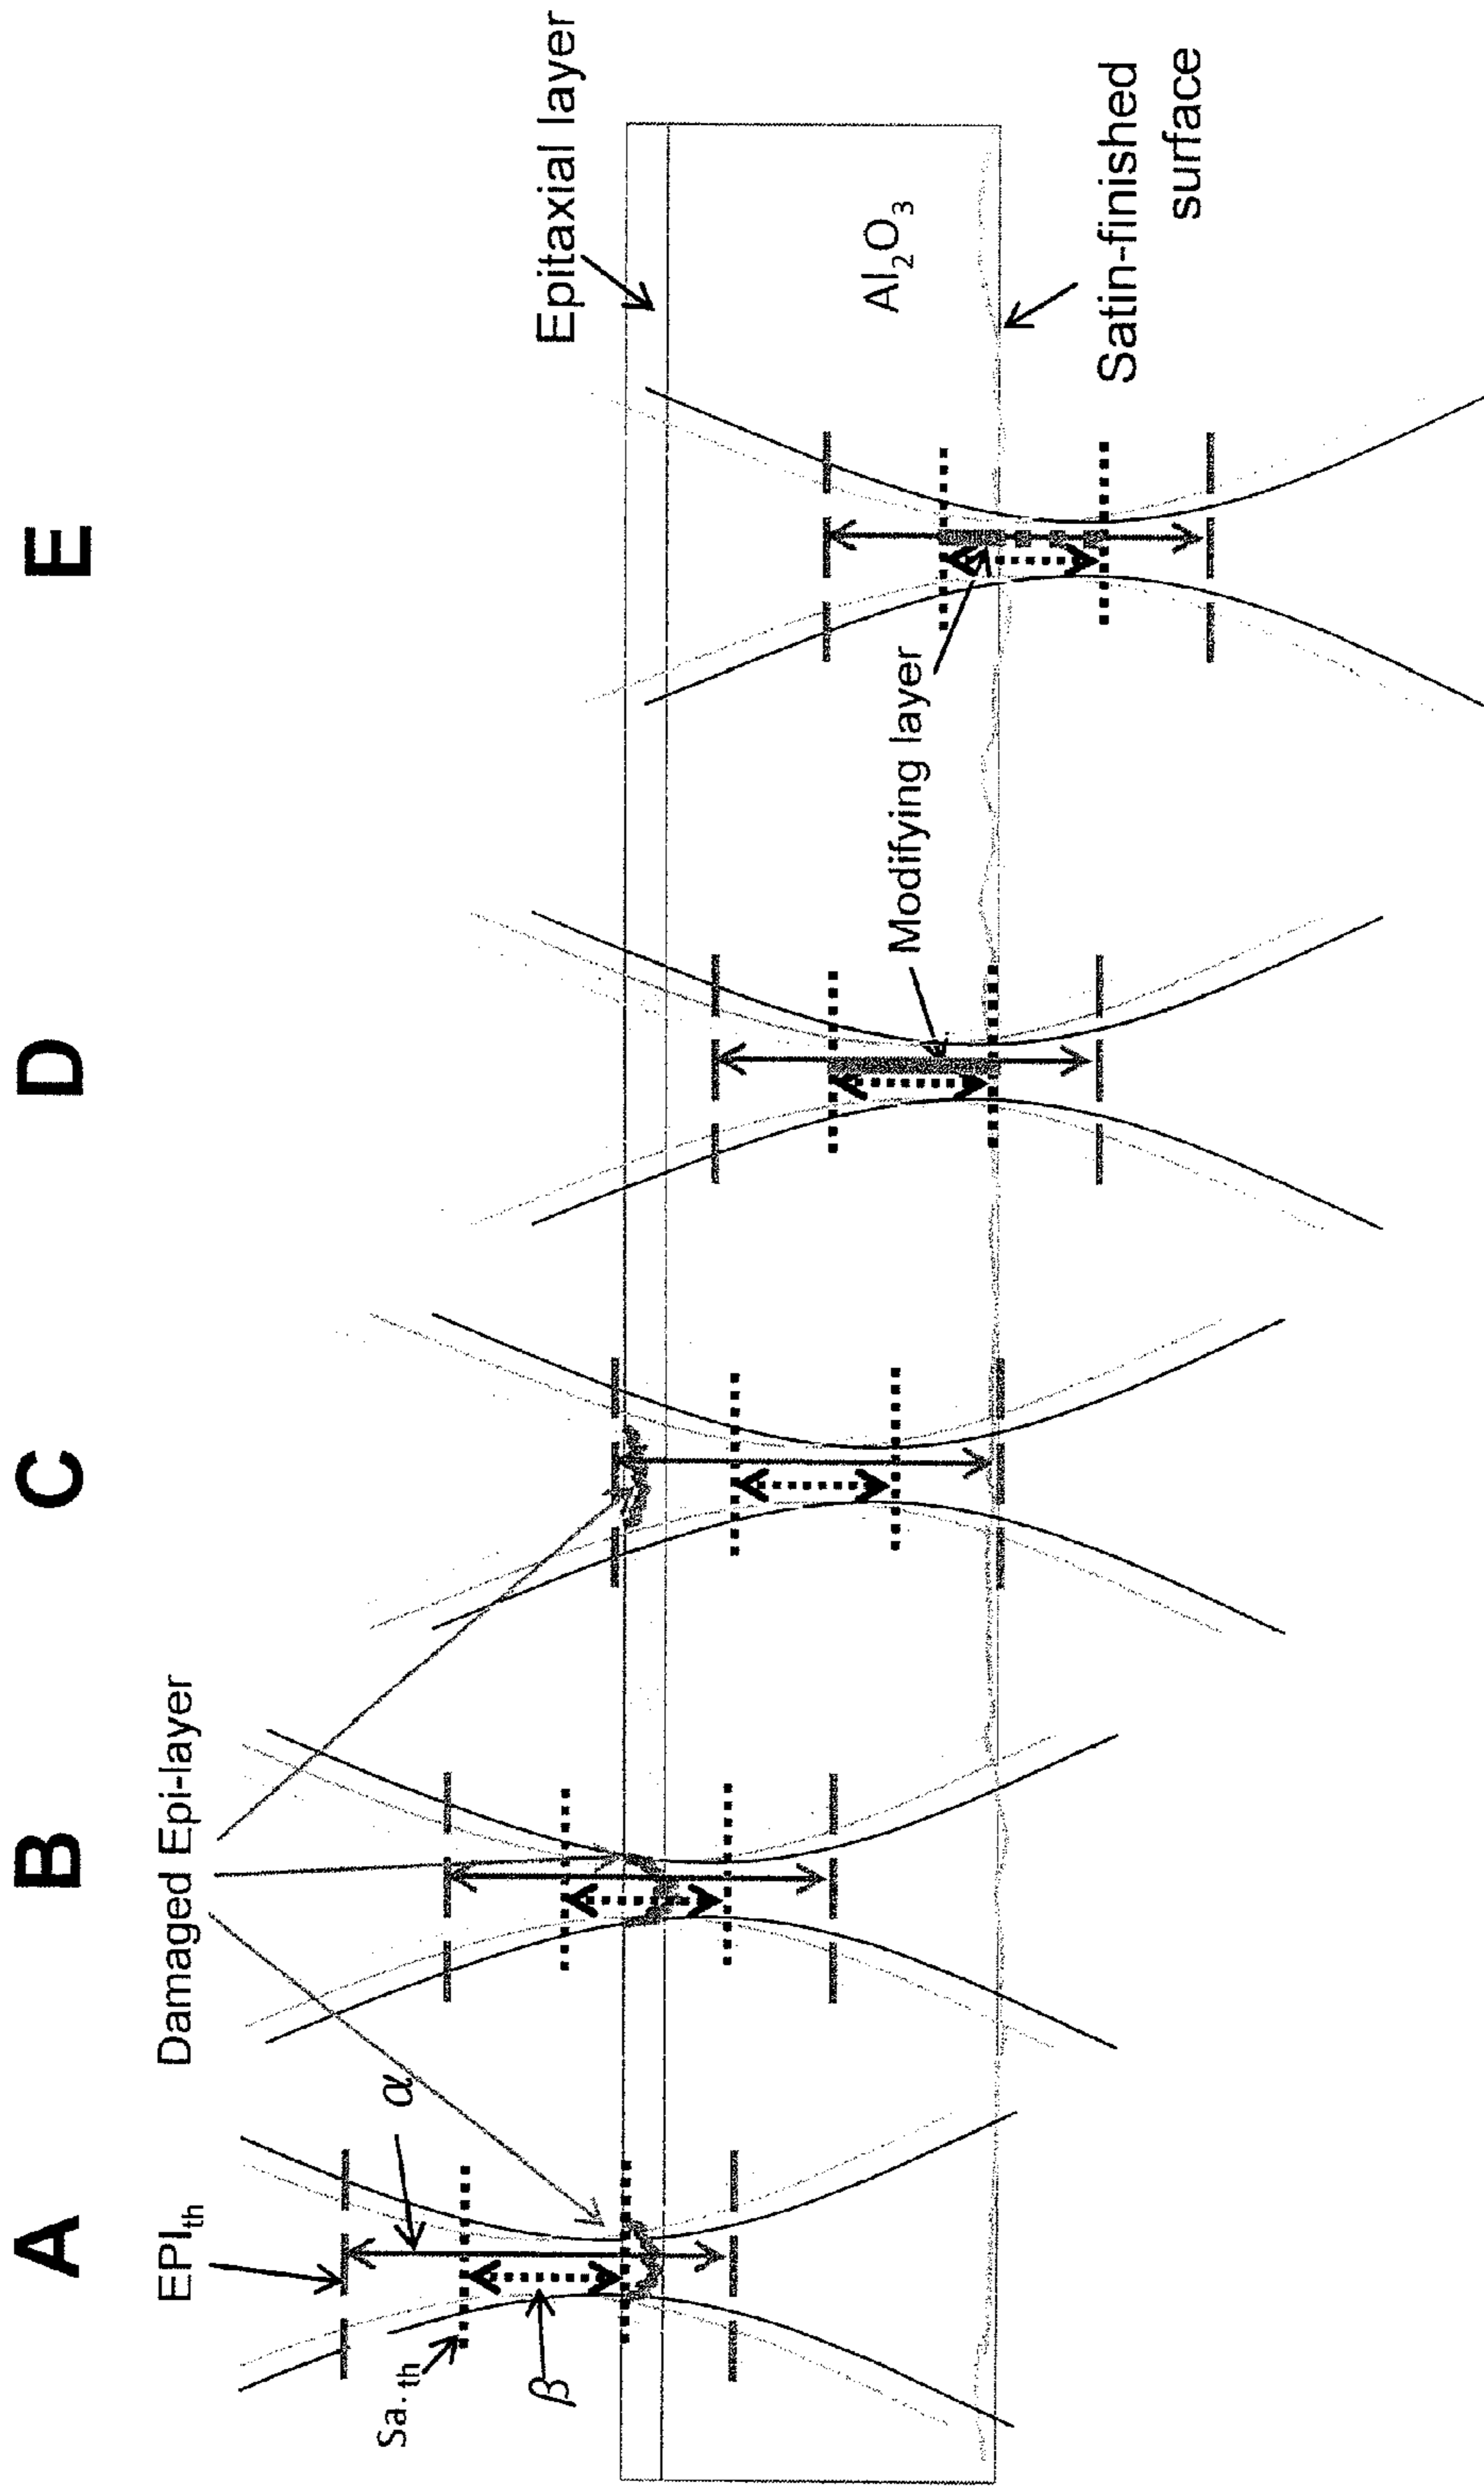 A
B
C
D
E
EPIth
Damaged Epi-layer
α
Sa.th
β
Modifying layer
Epitaxial layer
Al2O3
Satin-finished
surface